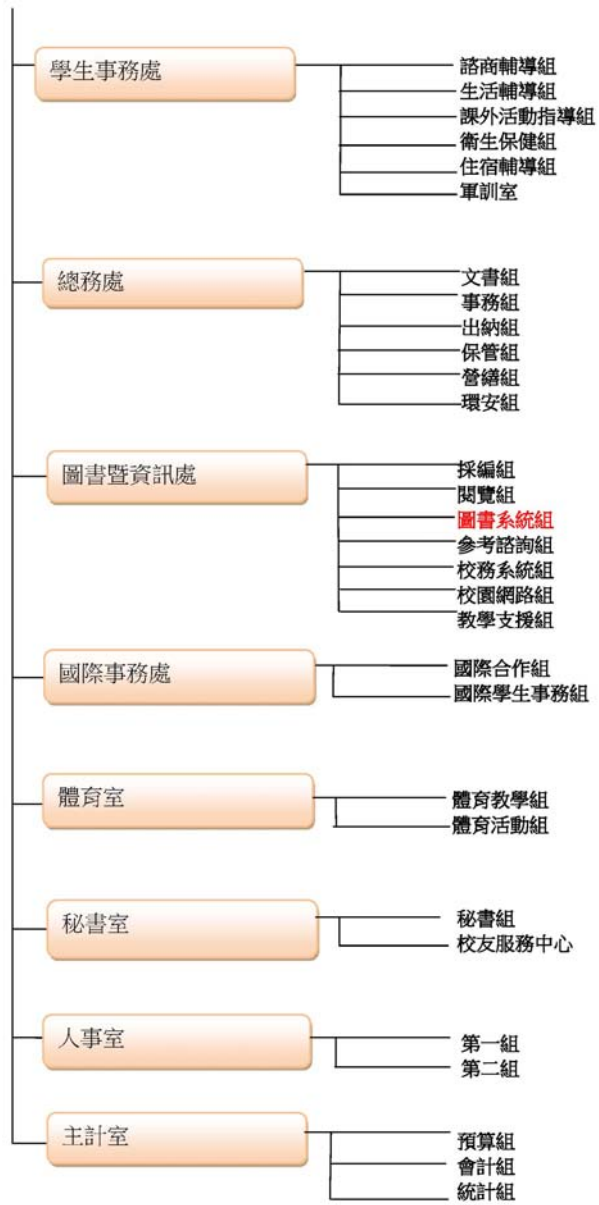 學生事務處
諮商輔導組
生活輔導組
課外活動指導組
衛生保健組
住宿輔導組
軍訓室
總務處
文書組
事務組
出納組
保管組
營繕組
環安組
圖書暨資訊處
採編組
閱覽組
圖書系統組
參考諮詢組
校務系統組
校園網路組
教學支援組
國際事務處
國際合作組
國際學生事務組
體育室
體育教學組
體育活動組
秘書室
秘書組
校友服務中心
人事室
第一組
第二組
主計室
預算組
會計組
統計組